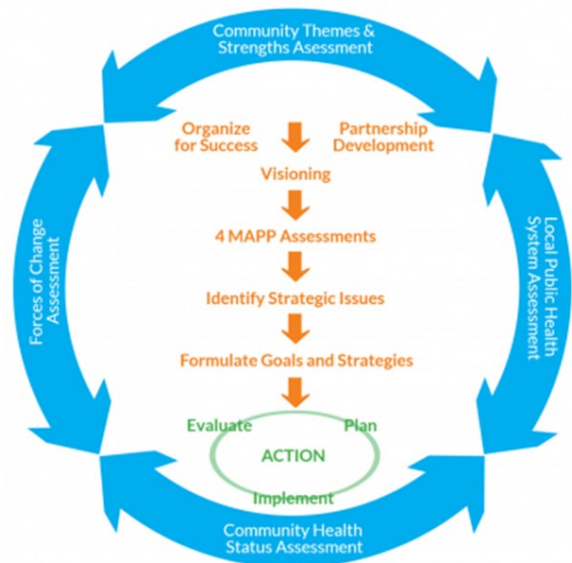 Community Themes &
Strengths Asessment
Organize
for Success
Partnership
Development
Visioning
4 MAPP Assessments
Identify Strategic Issues
Formulate Goals and Strategies
Forces of Change
Assessment
Local Public Health
System Assessment
Evaluate
Plan
ACTION
Implement
Community Health
Status Assessment